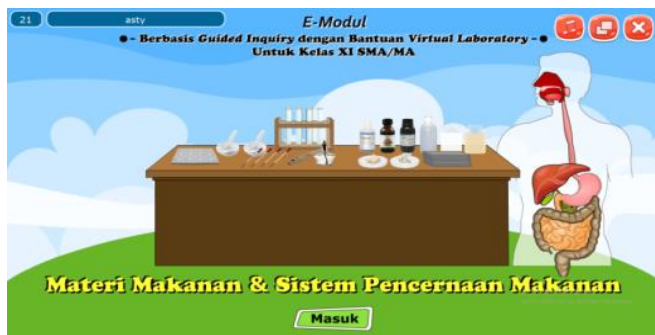 21 asty
E-Modul
●- Berbasis Guided Inquiry dengan Bantuan Virtual Laboratory -●
Untuk Kelas XI SMA/MA
Materi Makanan & Sistem Pencernaan Makanan
Masuk